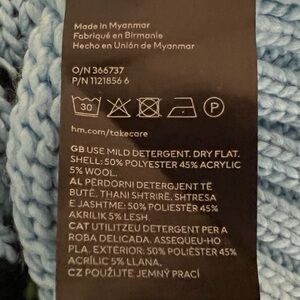 Made in Myanmar
Fabriqué en Birmanie
Hecho en Unión de Myanmar
O/N 366737
P/N 1121856 6
30 P
hm.com/takecare
GB USE MILD DETERGENT. DRY FLAT.
SHELL: 50% POLYESTER 45% ACRYLIC
5% WOOL.
AL PËRDORNI DETERGJENT TË
BUTË. THANI SHTRIRË. SHTRESA
E JASHTME: 50% POLIESTËR 45%
AKRILIK 5% LESH.
CAT UTILITZEU DETERGENT PER A
ROBA DELICADA. ASSEQUEU-HO
PLA. EXTERIOR: 50% POLIÈSTER 45%
ACRÍLIC 5% LLANA.
CZ POUŽIJTE JEMNÝ PRACÍ